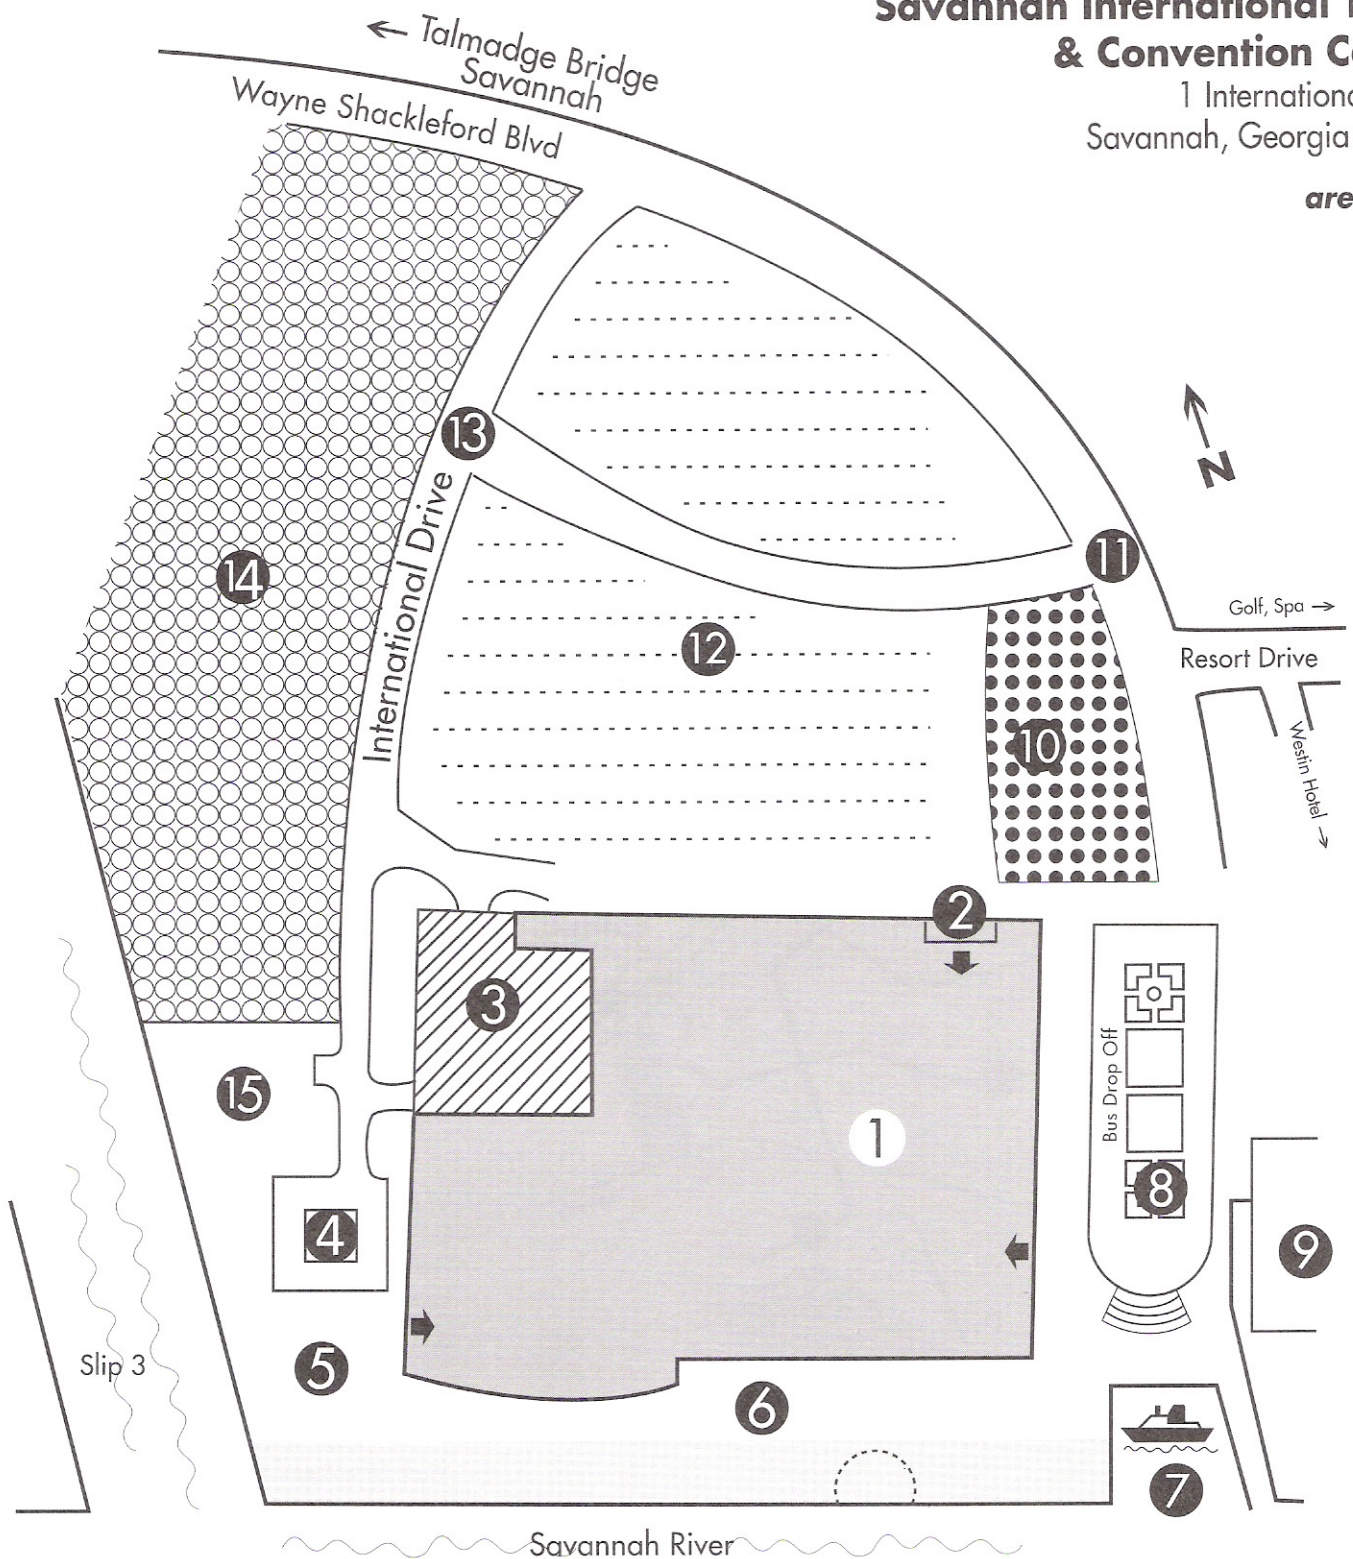 Savannah International
& Convention
1
Savannah, Georgia
← Talmadge Bridge
Savannah
Wayne Shackleford Blvd
13
N
14
International Drive
11
Golf, Spa →
12
Resort Drive
10
Westin Hotel →
2
3
Bus Drop Off
15
1
8
4
9
Slip 3
5
6
7
Savannah River